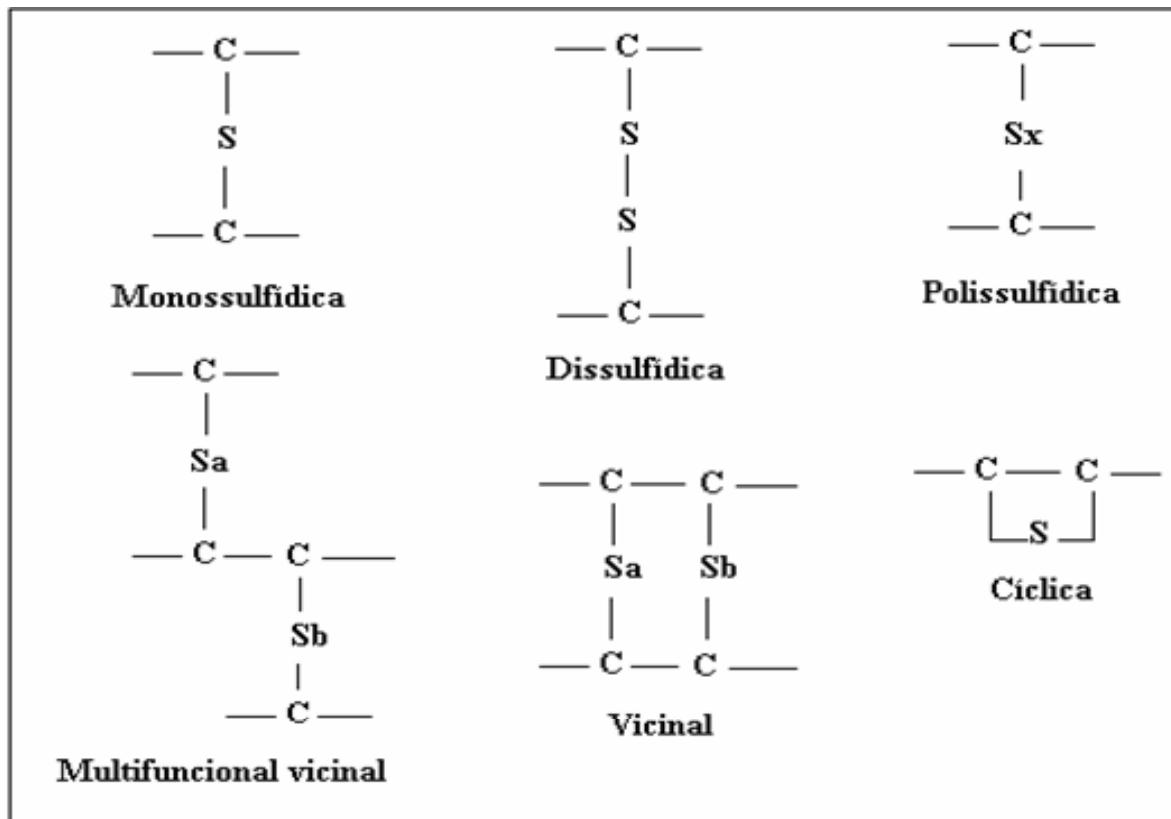 C
S
C
Monossulfídica
C
S
S
C
Dissulfídica
C
Sx
C
Polissulfídica
C
Sa
C C
Sb
C
Multifuncional vicinal
C C
Sa Sb
C C
Vicinal
C C
S
Cíclica